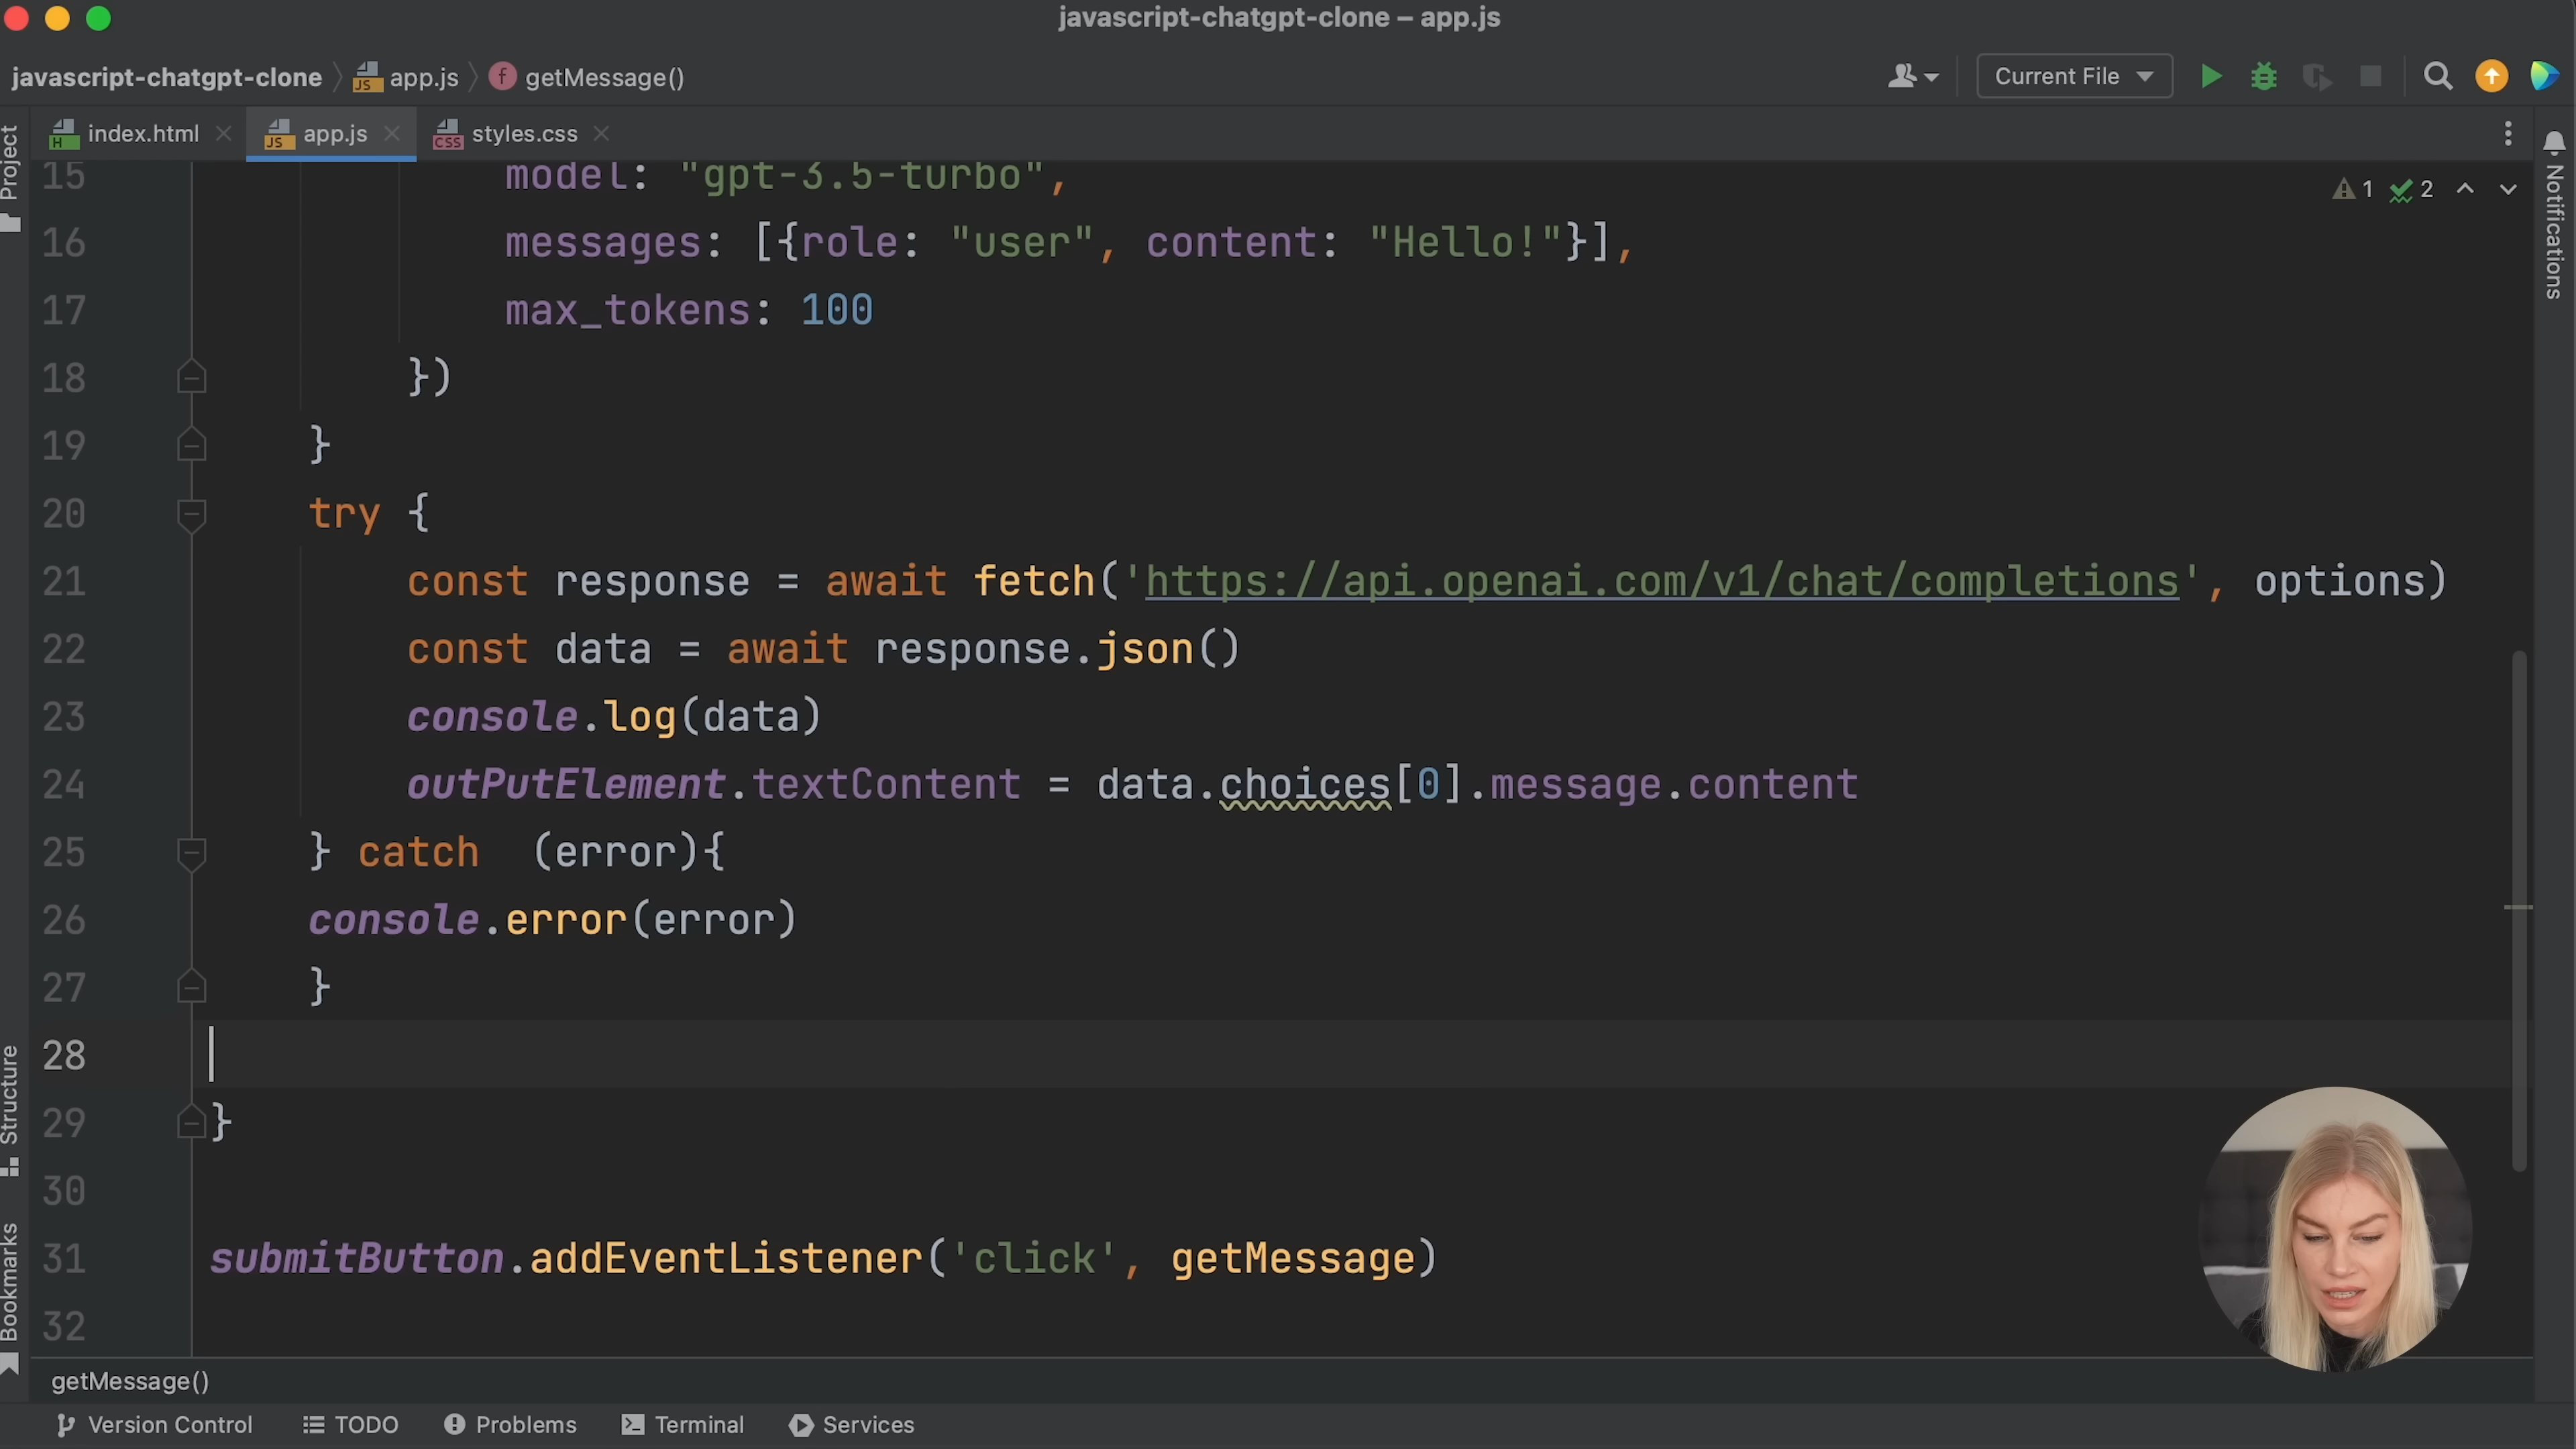 javascript-chatgpt-clone – app.js
javascript-chatgpt-clone app.js f getMessage() Current File
index.html app.js styles.css
Project
Notifications
1 2
15 model: "gpt-3.5-turbo",
16 messages: [{role: "user", content: "Hello!"}],
17 max_tokens: 100
18 })
19 }
20 try {
21 const response = await fetch('https://api.openai.com/v1/chat/completions', options)
22 const data = await response.json()
23 console.log(data)
24 outPutElement.textContent = data.choices[0].message.content
25 } catch  (error){
26 console.error(error)
27 }
28
29 }
30
31 submitButton.addEventListener('click', getMessage)
32
Structure
Bookmarks
getMessage()
Version Control TODO Problems Terminal Services